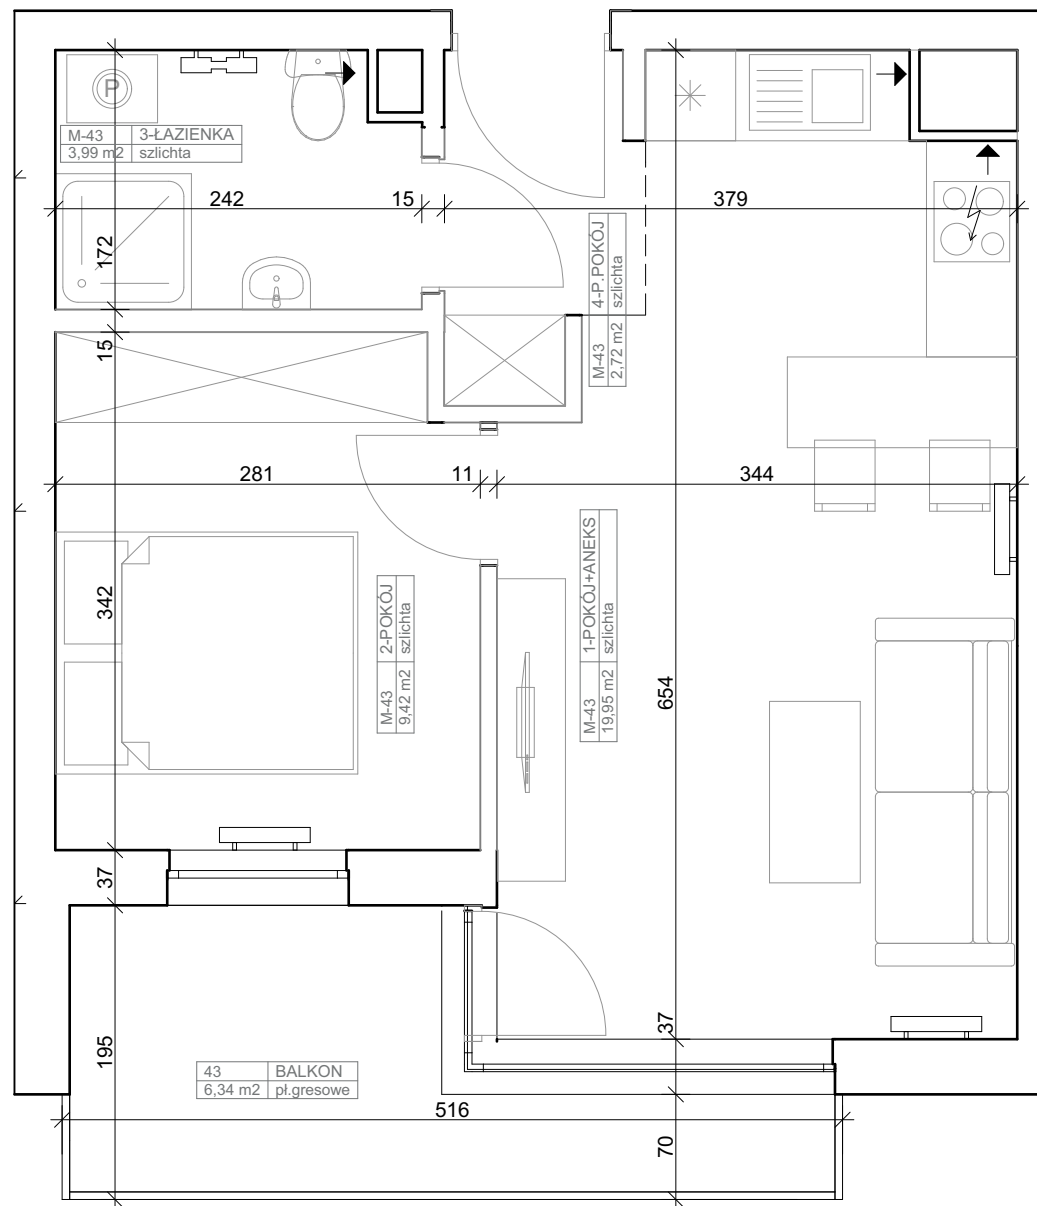 P
M-43 3-ŁAZIENKA
3,99 m2 szlichta
242
15
379
172
M-43 4-P.POKÓJ
2,72 m2 szlichta
15
281
11
344
342
M-43 2-POKÓJ
9,42 m2 szlichta
M-43 1-POKÓJ+ANEKS
19,95 m2 szlichta
654
37
37
195
43 BALKON
6,34 m2 pł.gresowe
516
70